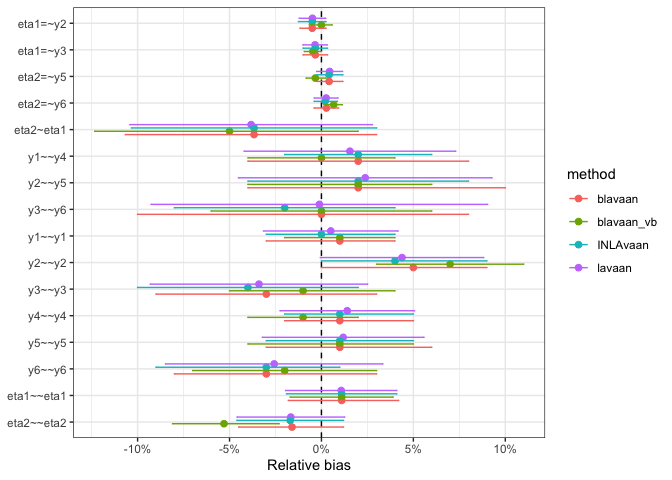 eta1=~y2
eta1=~y3
eta2=~y5
eta2=~y6
eta2~eta1
y1~~y4
y2~~y5
y3~~y6
y1~~y1
y2~~y2
y3~~y3
y4~~y4
y5~~y5
y6~~y6
eta1~~eta1
eta2~~eta2
-10% -5% 0% 5% 10%
Relative bias
method
blavaan
blavaan_vb
INLAvaan
lavaan